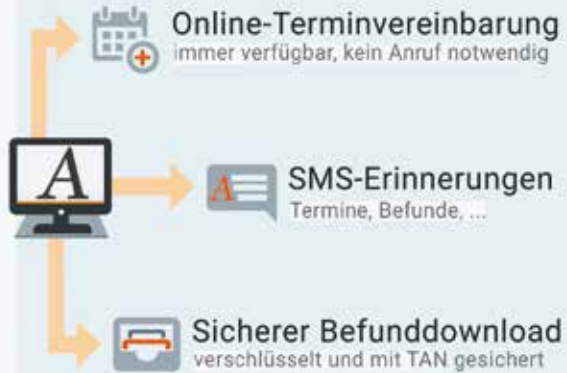 Online-Terminvereinbarung
immer verfügbar, kein Anruf notwendig
A
A
SMS-Erinnerungen
Termine, Befunde, ...
Sicherer Befunddownload
verschlüsselt und mit TAN gesichert